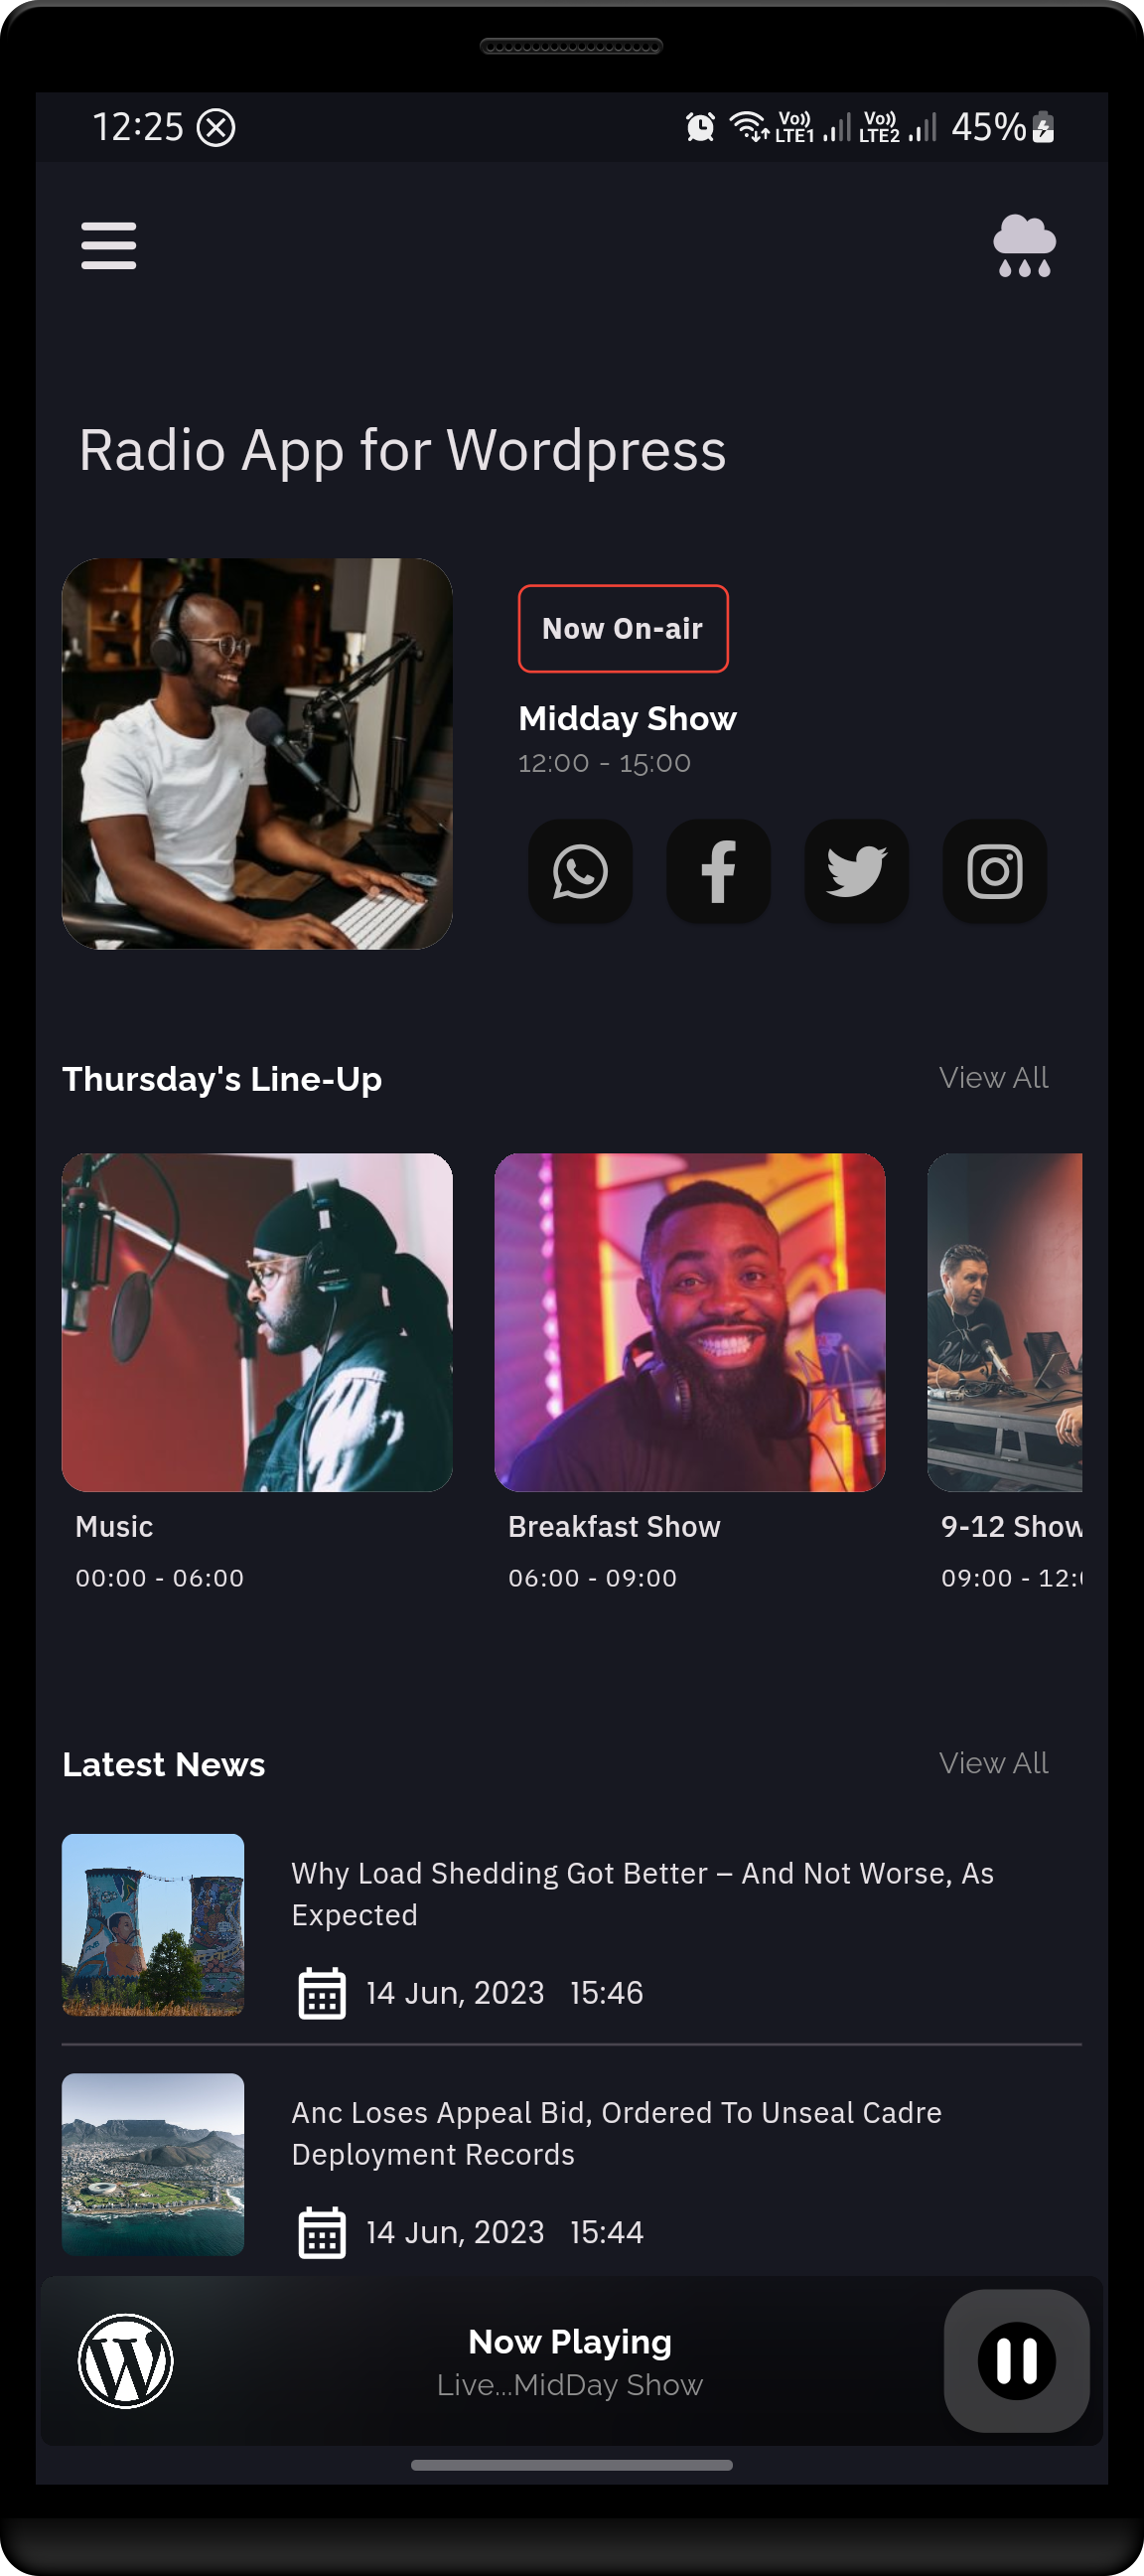 12:25
Vo)) LTE1 Vo)) LTE2 45%
Radio App for Wordpress
Now On-air
Midday Show
12:00 - 15:00
Thursday's Line-Up View All
Music Breakfast Show 9-12 Show
00:00 - 06:00 06:00 - 09:00 09:00 - 12:
Latest News View All
Why Load Shedding Got Better – And Not Worse, As
Expected
14 Jun, 2023 15:46
Anc Loses Appeal Bid, Ordered To Unseal Cadre
Deployment Records
14 Jun, 2023 15:44
Now Playing
Live...MidDay Show